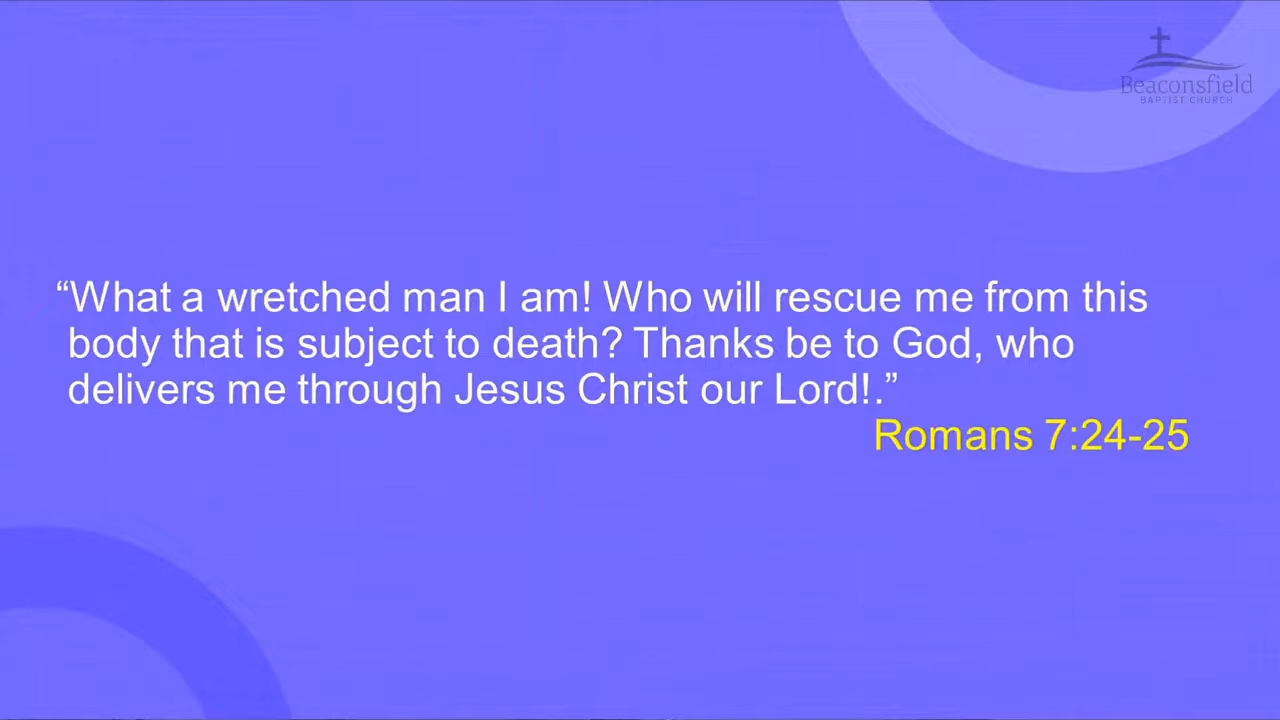 Beaconsfield
BAPTIST CHURCH
“What a wretched man I am! Who will rescue me from this
body that is subject to death? Thanks be to God, who
delivers me through Jesus Christ our Lord!.”
Romans 7:24-25